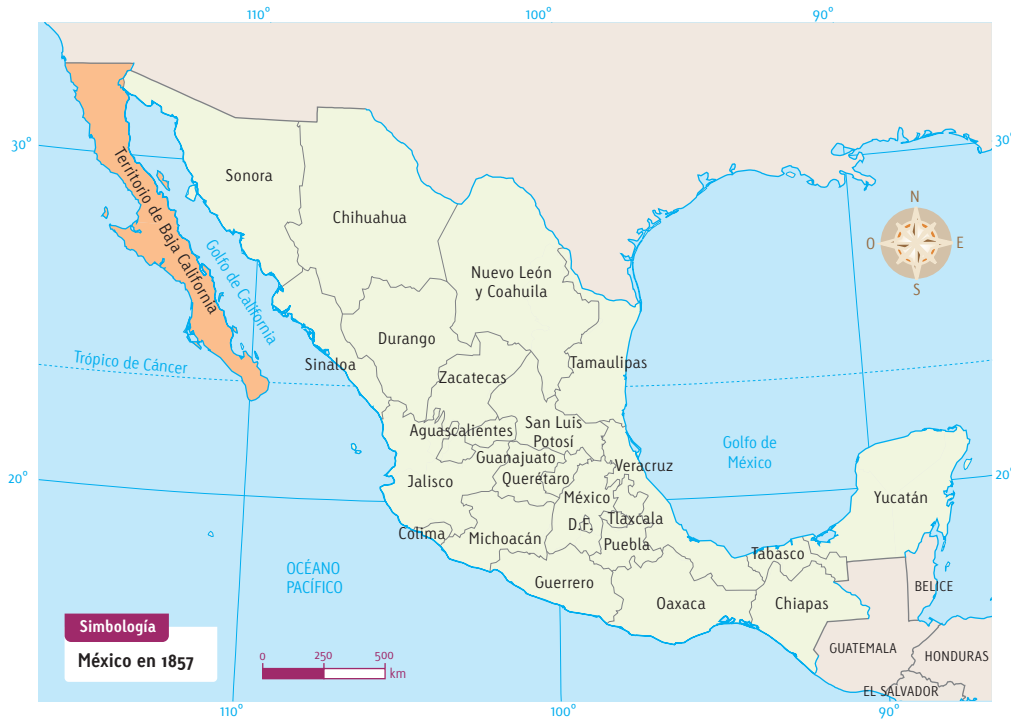 110°
100°
90°
30°
30°
20°
20°
110°
100°
90°
N
O
E
S
Territorio de Baja California
Golfo de California
Trópico de Cáncer
Sonora
Chihuahua
Nuevo León
y Coahuila
Durango
Sinaloa
Zacatecas
Tamaulipas
Aguascalientes
San Luis
Potosí
Guanajuato
Querétaro
Veracruz
Jalisco
México
D.F.
Tlaxcala
Colima
Michoacán
Puebla
Guerrero
Oaxaca
Tabasco
Chiapas
Yucatán
Golfo de
México
OCÉANO
PACÍFICO
BELICE
GUATEMALA
HONDURAS
EL SALVADOR
Simbología
México en 1857
0
250
500
km